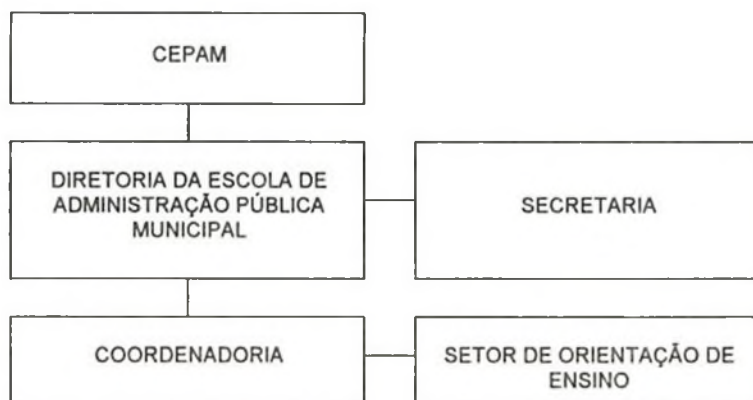 CEPAM
DIRETORIA DA ESCOLA DE
ADMINISTRAÇÃO PÚBLICA
MUNICIPAL
SECRETARIA
COORDENADORIA
SETOR DE ORIENTAÇÃO DE
ENSINO